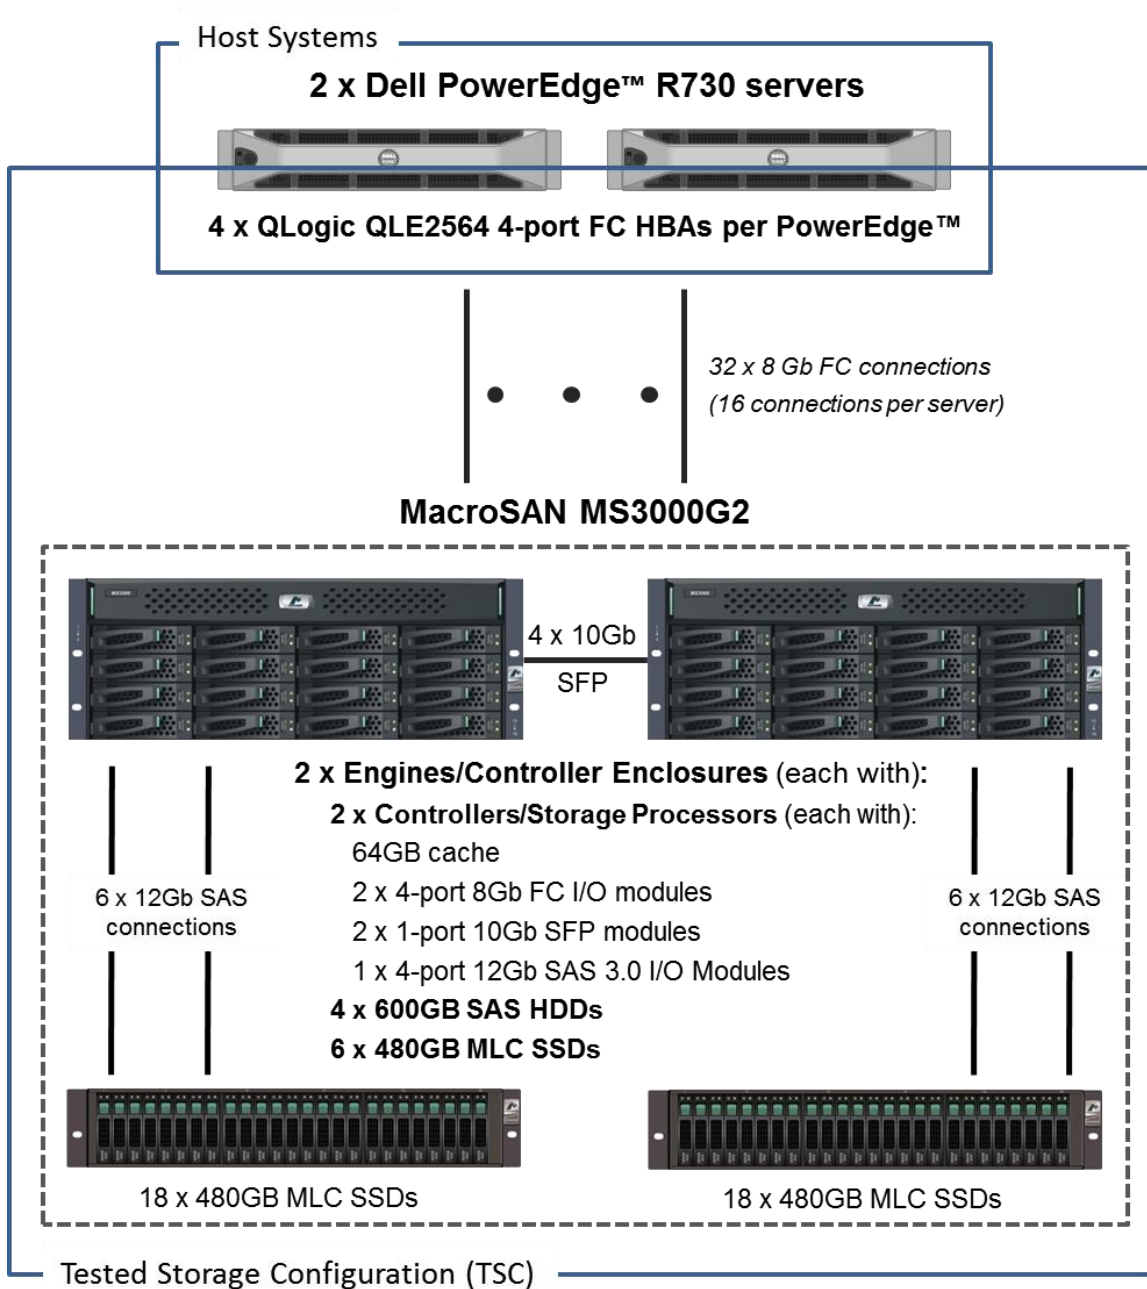 Host Systems
2 x Dell PowerEdge™ R730 servers
4 x QLogic QLE2564 4-port FC HBAs per PowerEdge™
32 x 8 Gb FC connections
(16 connections per server)
MacroSAN MS3000G2
4 x 10Gb
SFP
2 x Engines/Controller Enclosures (each with):
2 x Controllers/Storage Processors (each with):
64GB cache
2 x 4-port 8Gb FC I/O modules
2 x 1-port 10Gb SFP modules
1 x 4-port 12Gb SAS 3.0 I/O Modules
4 x 600GB SAS HDDs
6 x 480GB MLC SSDs
6 x 12Gb SAS
connections
6 x 12Gb SAS
connections
18 x 480GB MLC SSDs
18 x 480GB MLC SSDs
Tested Storage Configuration (TSC)